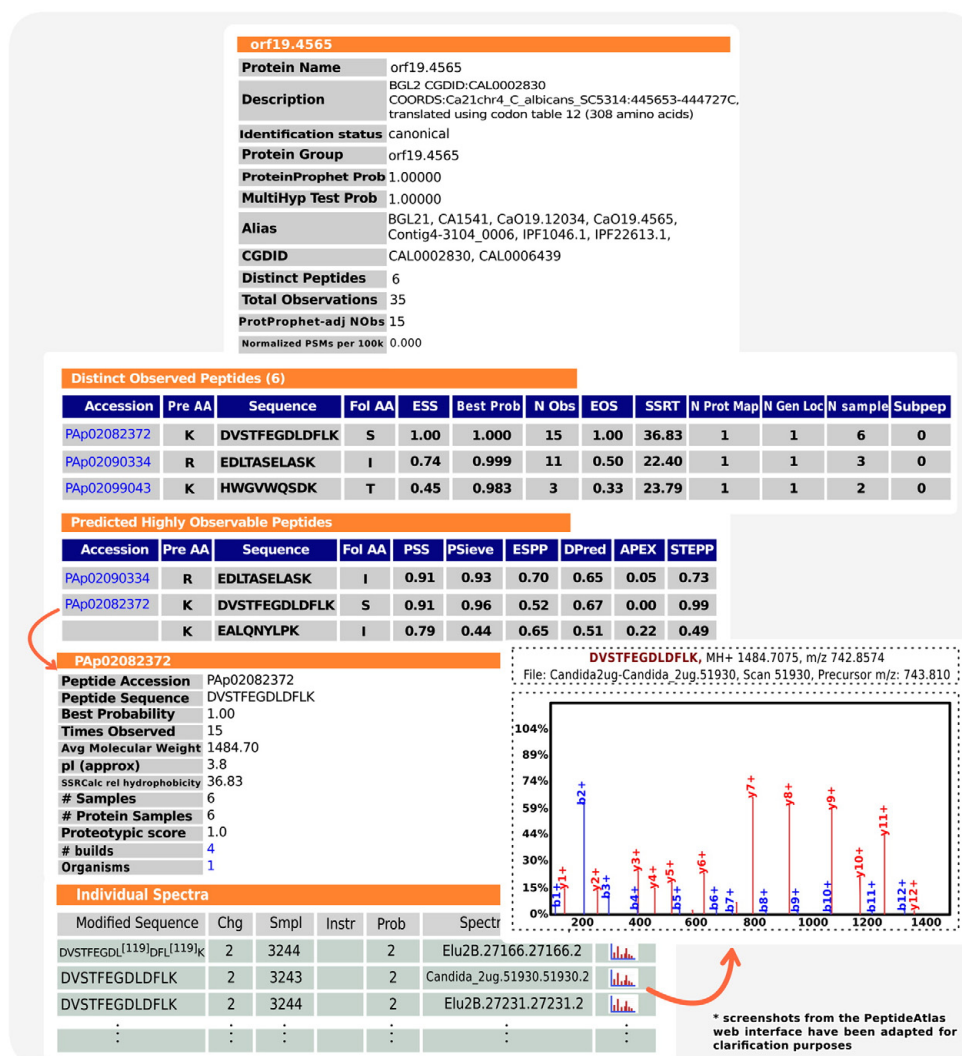 orf19.4565
Protein Name orf19.4565
Description BGL2 CGDID:CAL0002830
COORDS:Ca21chr4_C_albicans_SC5314:445653-444727C,
translated using codon table 12 (308 amino acids)
Identification status canonical
Protein Group orf19.4565
ProteinProphet Prob 1.00000
MultiHyp Test Prob 1.00000
Alias BGL21, CA1541, CaO19.12034, CaO19.4565,
Contig4-3104_0006, IPF1046.1, IPF22613.1,
CGDID CAL0002830, CAL0006439
Distinct Peptides 6
Total Observations 35
ProtProphet-adj NObs 15
Normalized PSMs per 100k 0.000
Distinct Observed Peptides (6)
Accession Pre AA Sequence Fol AA ESS Best Prob N Obs EOS SSRT N Prot Map N Gen Loc N sample Subpep
PAp02082372 K DVSTFEGDLDFLK S 1.00 1.000 15 1.00 36.83 1 1 6 0
PAp02090334 R EDLTASELASK I 0.74 0.999 11 0.50 22.40 1 1 3 0
PAp02099043 K HWGVWQSDK T 0.45 0.983 3 0.33 23.79 1 1 2 0
Predicted Highly Observable Peptides
Accession Pre AA Sequence Fol AA PSS PSieve ESPP DPred APEX STEPP
PAp02090334 R EDLTASELASK I 0.91 0.93 0.70 0.65 0.05 0.73
PAp02082372 K DVSTFEGDLDFLK S 0.91 0.96 0.52 0.67 0.00 0.99
K EALQNYLPK I 0.79 0.44 0.65 0.51 0.22 0.49
PAp02082372
Peptide Accession PAp02082372
Peptide Sequence DVSTFEGDLDFLK
Best Probability 1.00
Times Observed 15
Avg Molecular Weight 1484.70
pI (approx) 3.8
SSRCalc rel hydrophobicity 36.83
# Samples 6
# Protein Samples 6
Proteotypic score 1.0
# builds 4
Organisms 1
DVSTFEGDLDFLK, MH+ 1484.7075, m/z 742.8574
File: Candida2ug-Candida_2ug.51930, Scan 51930, Precursor m/z: 743.810
104%
89%
74%
59%
44%
30%
15%
0%
b1+ y1+ b2+ y2+ b3+ y3+ b4+ y4+ y5+ b5+ y6+ b6+ b7+ y7+ b8+ y8+ b9+ y9+ b10+ y10+ b11+ y11+ b12+ y12+
200 400 600 800 1000 1200 1400
Individual Spectra
Modified Sequence Chg Smpl Instr Prob Spectr
DVSTFEGDL[119]DFL[119]K 2 3244 2 Elu2B.27166.27166.2
DVSTFEGDLDFLK 2 3243 2 Candida_2ug.51930.51930.2
DVSTFEGDLDFLK 2 3244 2 Elu2B.27231.27231.2
* screenshots from the PeptideAtlas
web interface have been adapted for
clarification purposes